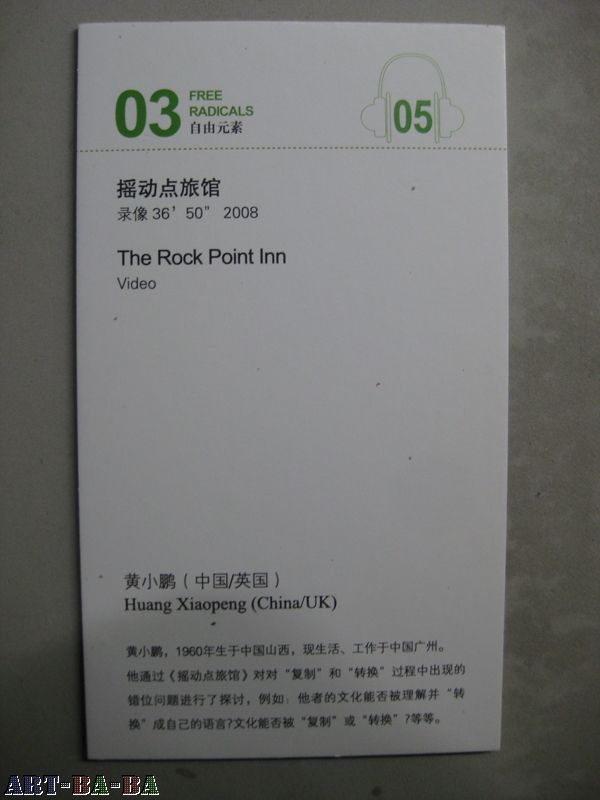 03 FREE
RADICALS
自由元素
05
摇动点旅馆
录像 36’50” 2008
The Rock Point Inn
Video
黄小鹏（中国/英国）
Huang Xiaopeng (China/UK)
黄小鹏，1960年生于中国山西，现生活、工作于中国广州。
他通过《摇动点旅馆》对对“复制”和“转换”过程中出现的
错位问题进行了探讨，例如：他者的文化能否被理解并“转
换”成自己的语言?文化能否被“复制”或“转换”?等等。
ART-BA-BA